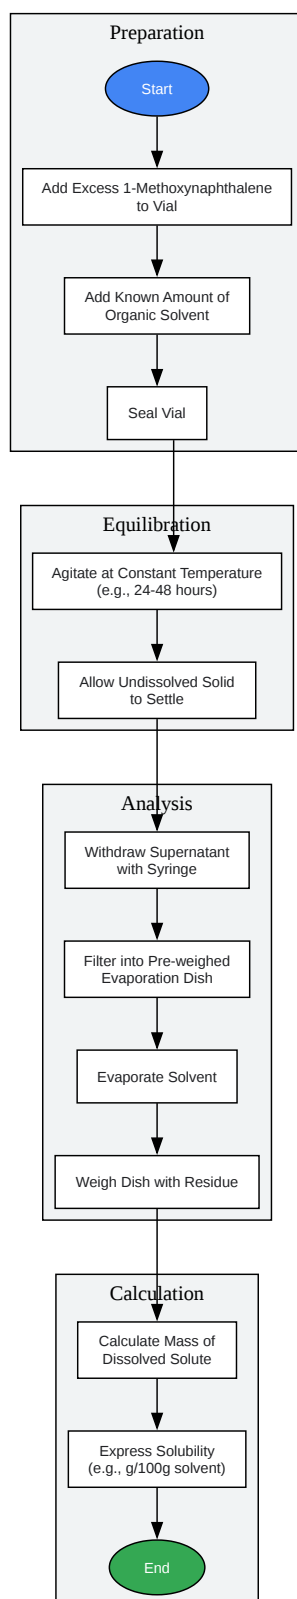 Preparation
Start
Add Excess 1-Methoxynaphthalene
to Vial
Add Known Amount of
Organic Solvent
Seal Vial
Equilibration
Agitate at Constant Temperature
(e.g., 24-48 hours)
Allow Undissolved Solid
to Settle
Analysis
Withdraw Supernatant
with Syringe
Filter into Pre-weighed
Evaporation Dish
Evaporate Solvent
Weigh Dish with Residue
Calculation
Calculate Mass of
Dissolved Solute
Express Solubility
(e.g., g/100g solvent)
End